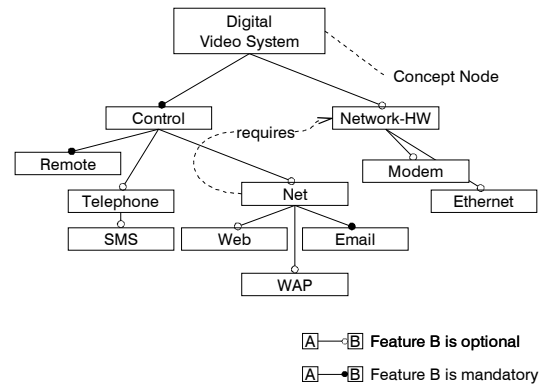 Digital
Video System
Concept Node
Control
Network-HW
requires
Remote
Modem
Telephone
Net
Ethernet
SMS
Web
Email
WAP
A B Feature B is optional
A B Feature B is mandatory